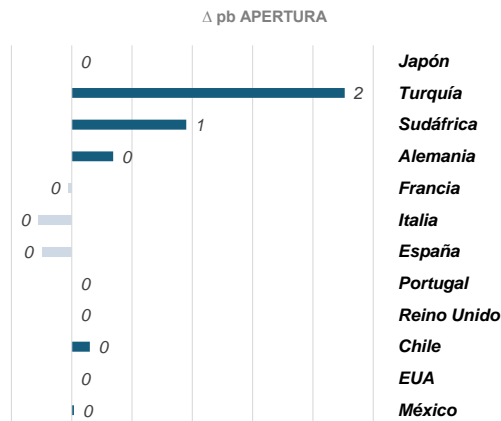 Δ pb APERTURA
0 Japón
2 Turquía
1 Sudáfrica
0 Alemania
0 Francia
0 Italia
0 España
0 Portugal
0 Reino Unido
0 Chile
0 EUA
0 México